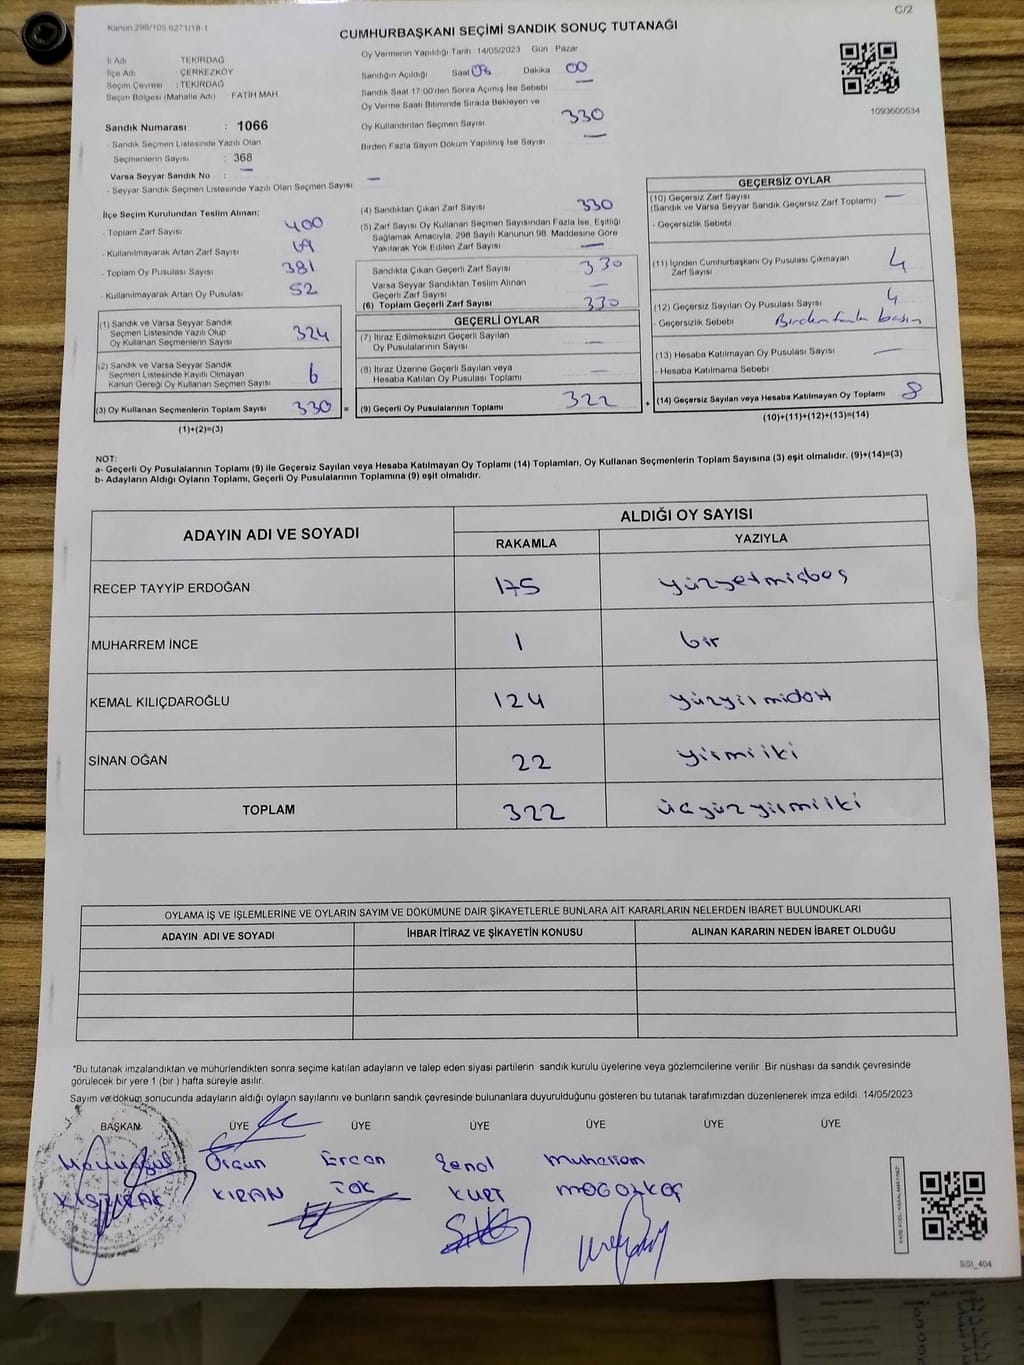 C/2
Kanun 298/105 6271/18-1
CUMHURBAŞKANI SEÇİMİ SANDIK SONUÇ TUTANAĞI
İl Adı TEKİRDAĞ
İlçe Adı ÇERKEZKÖY
Seçim Çevresi : TEKİRDAĞ
Seçim Bölgesi (Mahalle Adı) FATİH MAH.
Sandık Numarası : 1066
- Sandık Seçmen Listesinde Yazılı Olan
Seçmenlerin Sayısı : 368
Varsa Seyyar Sandık No : —
- Seyyar Sandık Seçmen Listesinde Yazılı Olan Seçmen Sayısı —
Oy Vermenin Yapıldığı Tarih : 14/05/2023 Gün Pazar
Sandığın Açıldığı Saat 08 Dakika 00
Sandık Saat 17.00'den Sonra Açımış İse Sebebi —
Oy Verme Saati Bitiminde Sırada Bekleyen ve
Oy Kullandırılan Seçmen Sayısı 330
Birden Fazla Sayım Döküm Yapılmış İse Sayısı —
1093600534
İlçe Seçim Kurulundan Teslim Alınan;
- Toplam Zarf Sayısı 400
- Kullanılmayarak Artan Zarf Sayısı 69
- Toplam Oy Pusulası Sayısı 381
- Kullanılmayarak Artan Oy Pusulası 52
(1) Sandık ve Varsa Seyyar Sandık
Seçmen Listesinde Yazılı Olup
Oy Kullanan Seçmenlerin Sayısı 324
(2) Sandık ve Varsa Seyyar Sandık
Seçmen Listesinde Kayıtlı Olmayan
Kanun Gereği Oy Kullanan Seçmen Sayısı 6
(3) Oy Kullanan Seçmenlerin Toplam Sayısı 330 =
(1)+(2)=(3)
(4) Sandıktan Çıkan Zarf Sayısı 330
(5) Zarf Sayısı Oy Kullanan Seçmen Sayısından Fazla İse, Eşitliği
Sağlamak Amacıyla, 298 Sayılı Kanunun 98. Maddesine Göre
Yakılarak Yok Edilen Zarf Sayısı —
Sandıkta Çıkan Geçerli Zarf Sayısı 330
Varsa Seyyar Sandıktan Teslim Alınan
Geçerli Zarf Sayısı —
(6) Toplam Geçerli Zarf Sayısı 330
GEÇERLİ OYLAR
(7) İtiraz Edilmeksizin Geçerli Sayılan
Oy Pusulalarının Sayısı —
(8) İtiraz Üzerine Geçerli Sayılan veya
Hesaba Katılan Oy Pusulası Toplamı —
(9) Geçerli Oy Pusulalarının Toplamı 322 +
GEÇERSİZ OYLAR
(10) Geçersiz Zarf Sayısı —
(Sandık ve Varsa Seyyar Sandık Geçersiz Zarf Toplamı)
- Geçersizlik Sebebi
(11) İçinden Cumhurbaşkanı Oy Pusulası Çıkmayan
Zarf Sayısı 4
(12) Geçersiz Sayılan Oy Pusulası Sayısı 4
- Geçersizlik Sebebi Birden fazla basım
(13) Hesaba Katılmayan Oy Pusulası Sayısı —
- Hesaba Katılmama Sebebi
(14) Geçersiz Sayılan veya Hesaba Katılmayan Oy Toplamı 8
(10)+(11)+(12)+(13)=(14)
NOT:
a- Geçerli Oy Pusulalarının Toplamı (9) ile Geçersiz Sayılan veya Hesaba Katılmayan Oy Toplamı (14) Toplamları, Oy Kullanan Seçmenlerin Toplam Sayısına (3) eşit olmalıdır. (9)+(14)=(3)
b- Adayların Aldığı Oyların Toplamı, Geçerli Oy Pusulalarının Toplamına (9) eşit olmalıdır.
ADAYIN ADI VE SOYADI ALDIĞI OY SAYISI
RAKAMLA YAZIYLA
RECEP TAYYİP ERDOĞAN 175 yüzyetmişbeş
MUHARREM İNCE 1 bir
KEMAL KILIÇDAROĞLU 124 yüzyirmidört
SİNAN OĞAN 22 yirmiiki
TOPLAM 322 üçyüzyirmiiki
OYLAMA İŞ VE İŞLEMLERİNE VE OYLARIN SAYIM VE DÖKÜMÜNE DAİR ŞİKAYETLERLE BUNLARA AİT KARARLARIN NELERDEN İBARET BULUNDUKLARI
ADAYIN ADI VE SOYADI İHBAR İTİRAZ VE ŞİKAYETİN KONUSU ALINAN KARARIN NEDEN İBARET OLDUĞU
*Bu tutanak imzalandıktan ve mühürlendikten sonra seçime katılan adayların ve talep eden siyasi partilerin sandık kurulu üyelerine veya gözlemcilerine verilir .Bir nüshası da sandık çevresinde
görülecek bir yere 1 (bir ) hafta süreyle asılır.
Sayım ve döküm sonucunda adayların aldığı oyların sayılarını ve bunların sandık çevresinde bulunanlara duyurulduğunu gösteren bu tutanak tarafımızdan düzenlenerek imza edildi. 14/05/2023
BAŞKAN ÜYE ÜYE ÜYE ÜYE ÜYE ÜYE
Orçun Ercan Şenol Muharrem
KIRAN TOK KURT
SSI_404